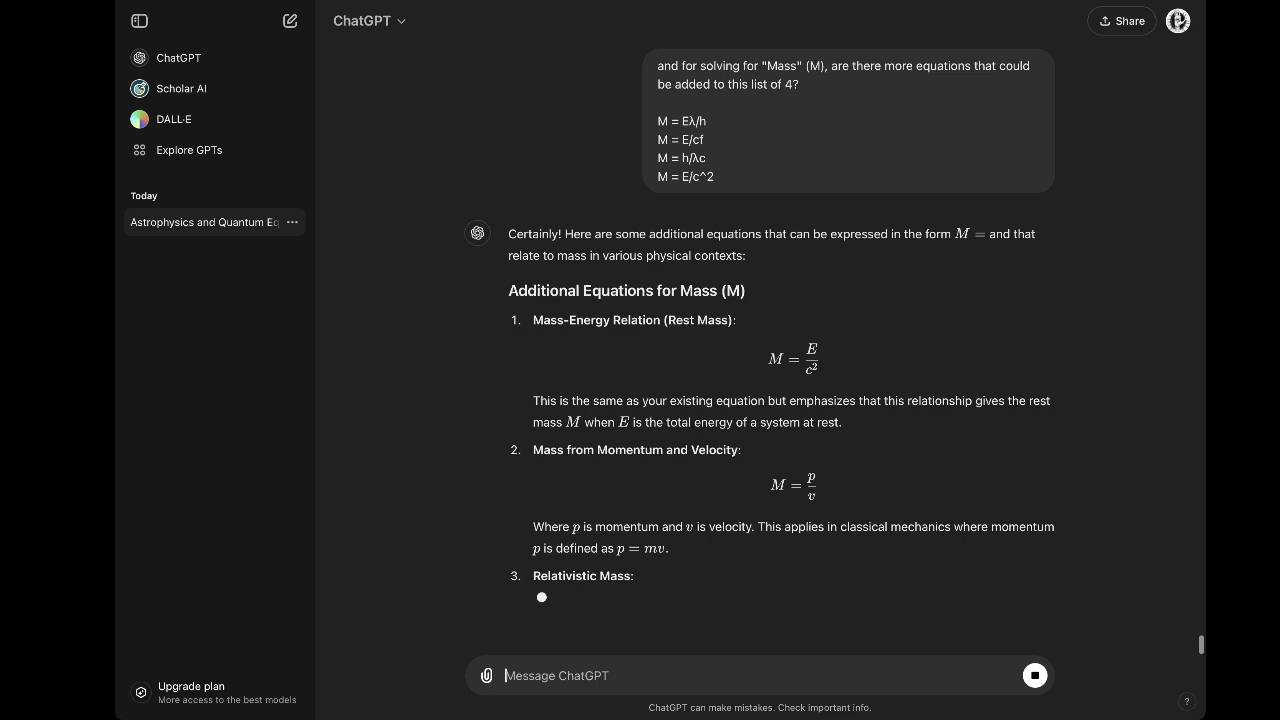 ChatGPT
Share
ChatGPT
Scholar AI
DALL·E
Explore GPTs
Today
Astrophysics and Quantum Eq
and for solving for "Mass" (M), are there more equations that could
be added to this list of 4?
M = Eλ/h
M = E/cf
M = h/λc
M = E/c^2
Certainly! Here are some additional equations that can be expressed in the form M = and that
relate to mass in various physical contexts:
Additional Equations for Mass (M)
1. Mass-Energy Relation (Rest Mass):
M = E/c²
This is the same as your existing equation but emphasizes that this relationship gives the rest
mass M when E is the total energy of a system at rest.
2. Mass from Momentum and Velocity:
M = p/v
Where p is momentum and v is velocity. This applies in classical mechanics where momentum
p is defined as p = mv.
3. Relativistic Mass:
Message ChatGPT
Upgrade plan
More access to the best models
ChatGPT can make mistakes. Check important info.
?